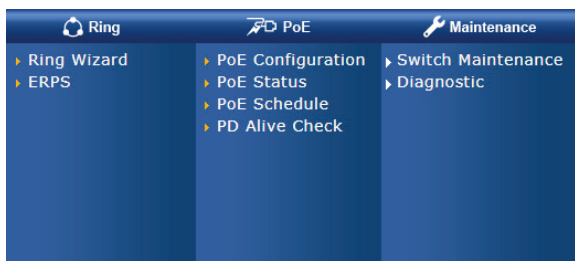 Ring
PoE
Maintenance
Ring Wizard
ERPS
PoE Configuration
PoE Status
PoE Schedule
PD Alive Check
Switch Maintenance
Diagnostic